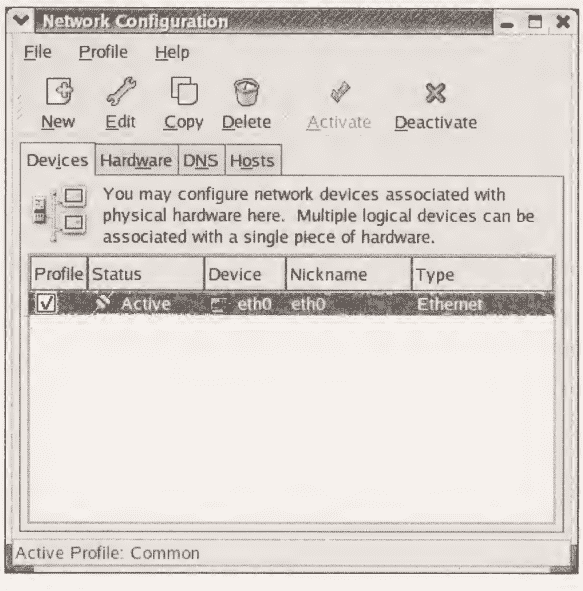 Network Configuration
File Profile Help
New Edit Copy Delete Activate Deactivate
Devices Hardware DNS Hosts
You may configure network devices associated with
physical hardware here. Multiple logical devices can be
associated with a single piece of hardware.
Profile Status Device Nickname Type
Active eth0 eth0 Ethernet
Active Profile: Common